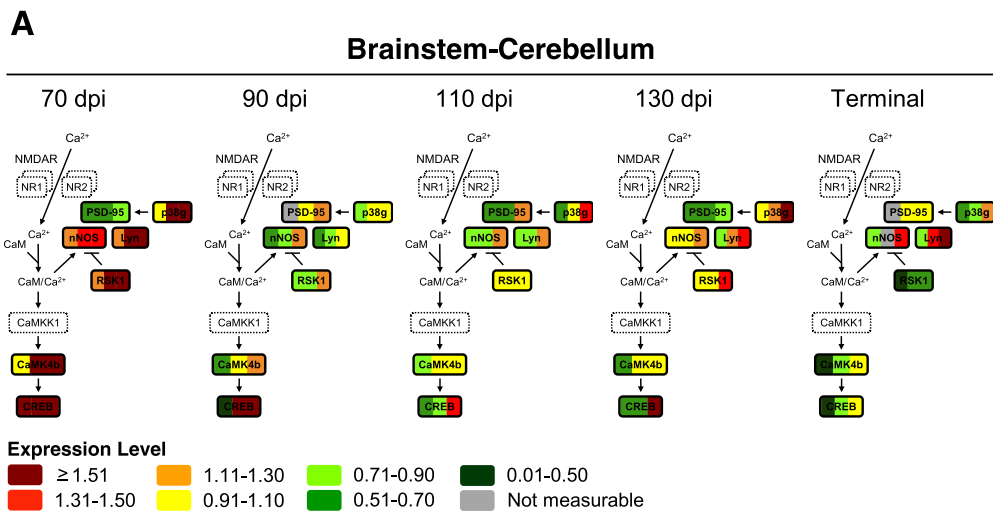 A
Brainstem-Cerebellum
70 dpi 90 dpi 110 dpi 130 dpi Terminal
Ca²⁺ Ca²⁺ Ca²⁺ Ca²⁺ Ca²⁺
NMDAR NMDAR NMDAR NMDAR NMDAR
NR1 NR2 NR1 NR2 NR1 NR2 NR1 NR2 NR1 NR2
PSD-95 p38g PSD-95 p38g PSD-95 p38g PSD-95 p38g PSD-95 p38g
Ca²⁺ nNOS Lyn Ca²⁺ nNOS Lyn Ca²⁺ nNOS Lyn Ca²⁺ nNOS Lyn Ca²⁺ nNOS Lyn
CaM CaM CaM CaM CaM
CaM/Ca²⁺ RSK1 CaM/Ca²⁺ RSK1 CaM/Ca²⁺ RSK1 CaM/Ca²⁺ RSK1 CaM/Ca²⁺ RSK1
CaMKK1 CaMKK1 CaMKK1 CaMKK1 CaMKK1
CaMK4b CaMK4b CaMK4b CaMK4b CaMK4b
CREB CREB CREB CREB CREB
Expression Level
≥1.51 1.11-1.30 0.71-0.90 0.01-0.50
1.31-1.50 0.91-1.10 0.51-0.70 Not measurable